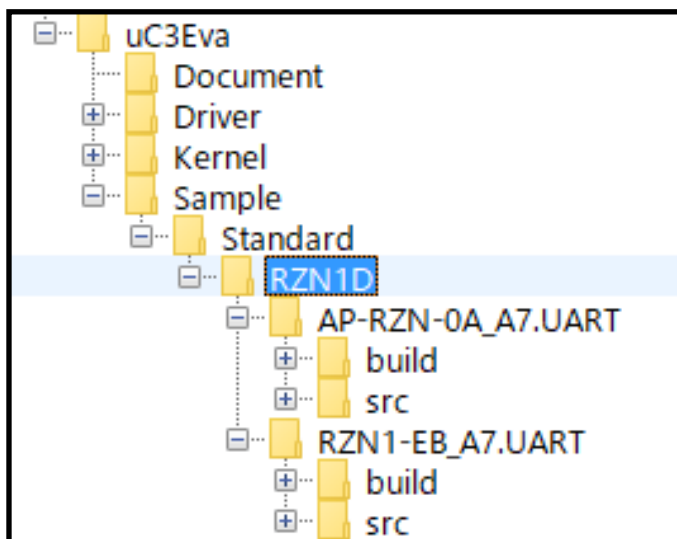 uC3Eva
Document
Driver
Kernel
Sample
Standard
RZN1D
AP-RZN-0A_A7.UART
build
src
RZN1-EB_A7.UART
build
src